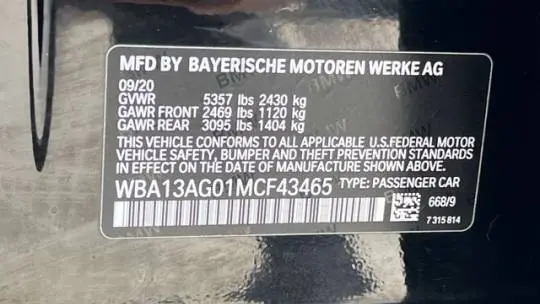 MFD BY BAYERISCHE MOTOREN WERKE AG
09/20
GVWR 5357 lbs 2430 kg
GAWR FRONT 2469 lbs 1120 kg
GAWR REAR 3095 lbs 1404 kg
THIS VEHICLE CONFORMS TO ALL APPLICABLE U.S.FEDERAL MOTOR
VEHICLE SAFETY, BUMPER AND THEFT PREVENTION STANDARDS
IN EFFECT ON THE DATE OF MANUFACTURE SHOWN ABOVE.
WBA13AG01MCF43465 TYPE: PASSENGER CAR
668/9
7 315 814